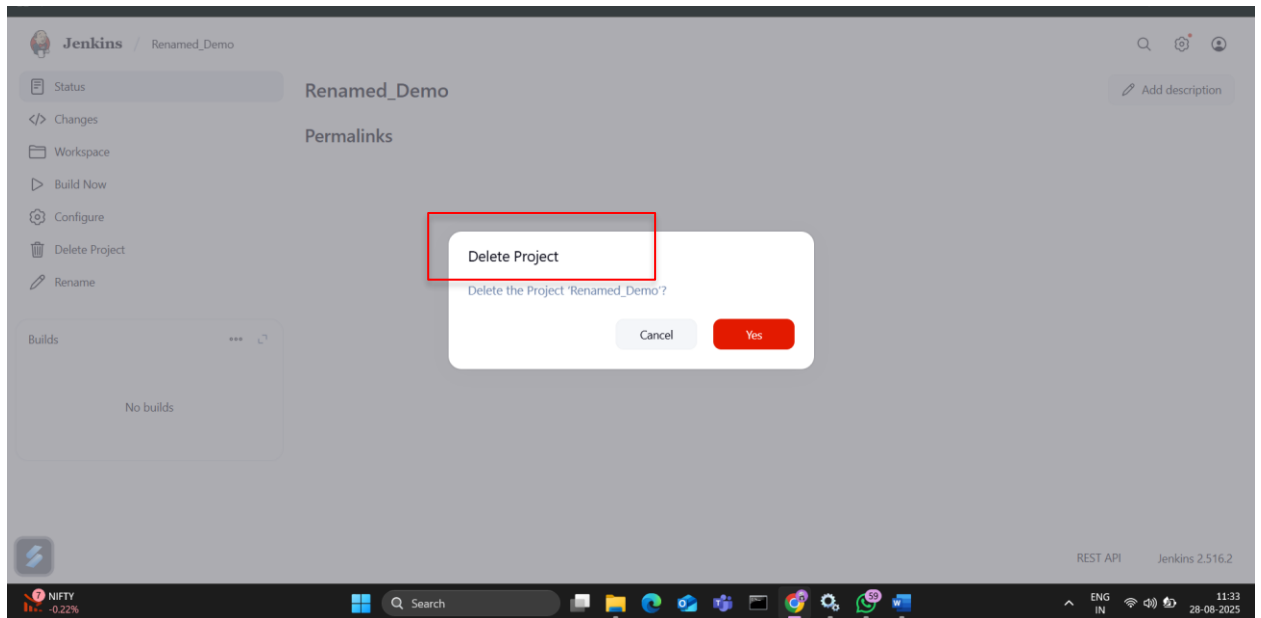 Jenkins / Renamed_Demo
Status
Changes
Workspace
Build Now
Configure
Delete Project
Rename
Builds
No builds
Renamed_Demo
Add description
Permalinks
Delete Project
Delete the Project ‘Renamed_Demo’?
Cancel Yes
REST API Jenkins 2.516.2
7
NIFTY
-0.22%
Search
59
ENG
IN
11:33
28-08-2025